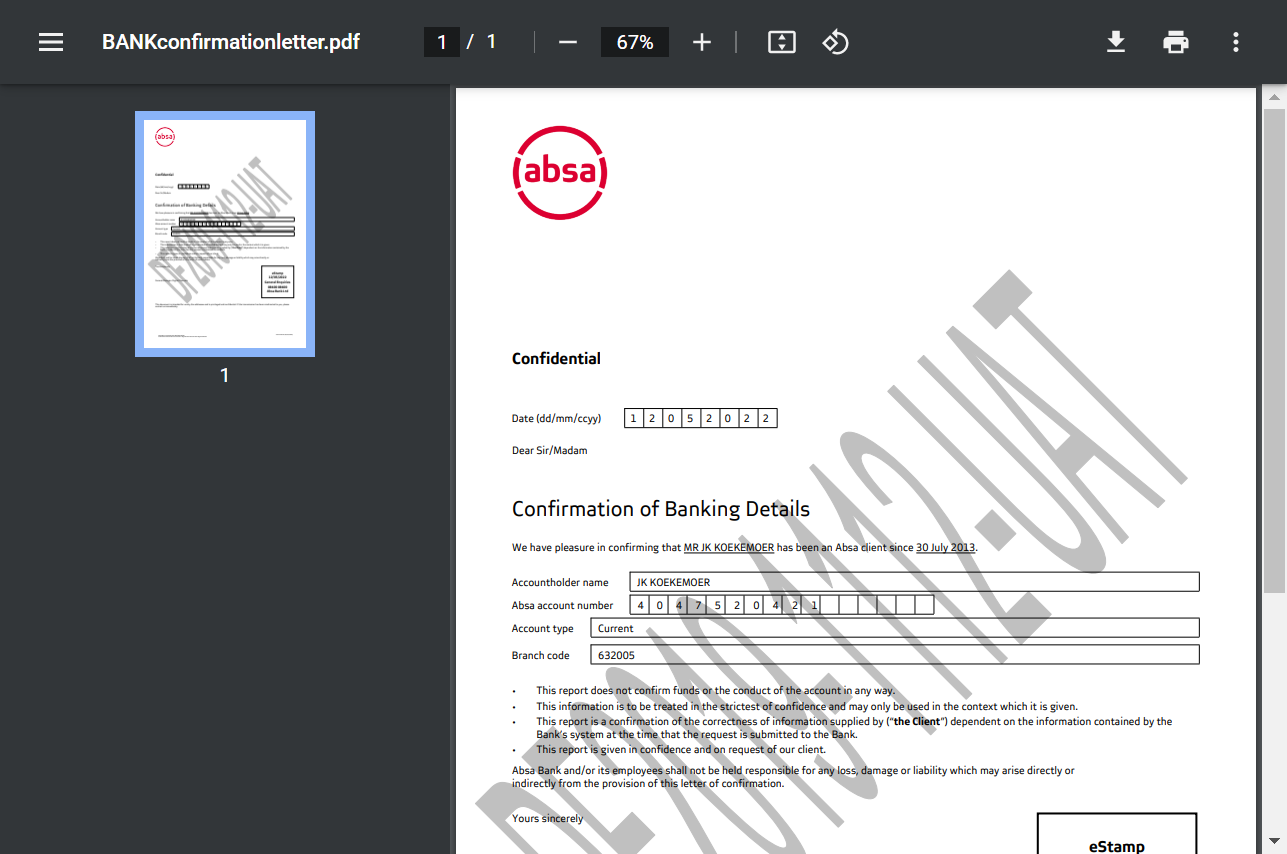 BANKconfirmationletter.pdf
1 / 1
67%
absa
1
absa
Confidential
Date (dd/mm/ccyy) 1 2 0 5 2 0 2 2
Dear Sir/Madam
Confirmation of Banking Details
We have pleasure in confirming that MR JK KOEKEMOER has been an Absa client since 30 July 2013.
Accountholder name JK KOEKEMOER
Absa account number 4 0 4 7 5 2 0 4 2 1
Account type Current
Branch code 632005
• This report does not confirm funds or the conduct of the account in any way.
• This information is to be treated in the strictest of confidence and may only be used in the context which it is given.
• This report is a confirmation of the correctness of information supplied by (“the Client”) dependent on the information contained by the
Bank’s system at the time that the request is submitted to the Bank.
• This report is given in confidence and on request of our client.
Absa Bank and/or its employees shall not be held responsible for any loss, damage or liability which may arise directly or
indirectly from the provision of this letter of confirmation.
Yours sincerely
eStamp